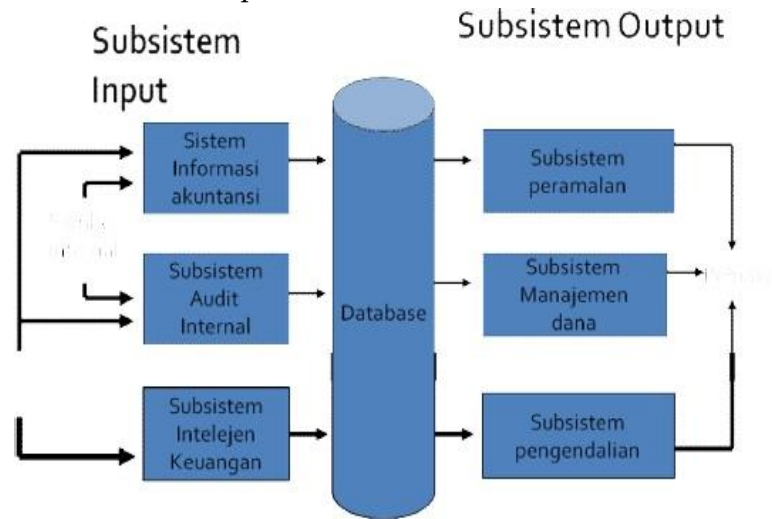 Subsistem
Input
Subsistem Output
Sistem
Informasi
akuntansi
Subsistem
Audit
Internal
Subsistem
Intelejen
Keuangan
Database
Subsistem
peramalan
Subsistem
Manajemen
dana
Subsistem
pengendalian